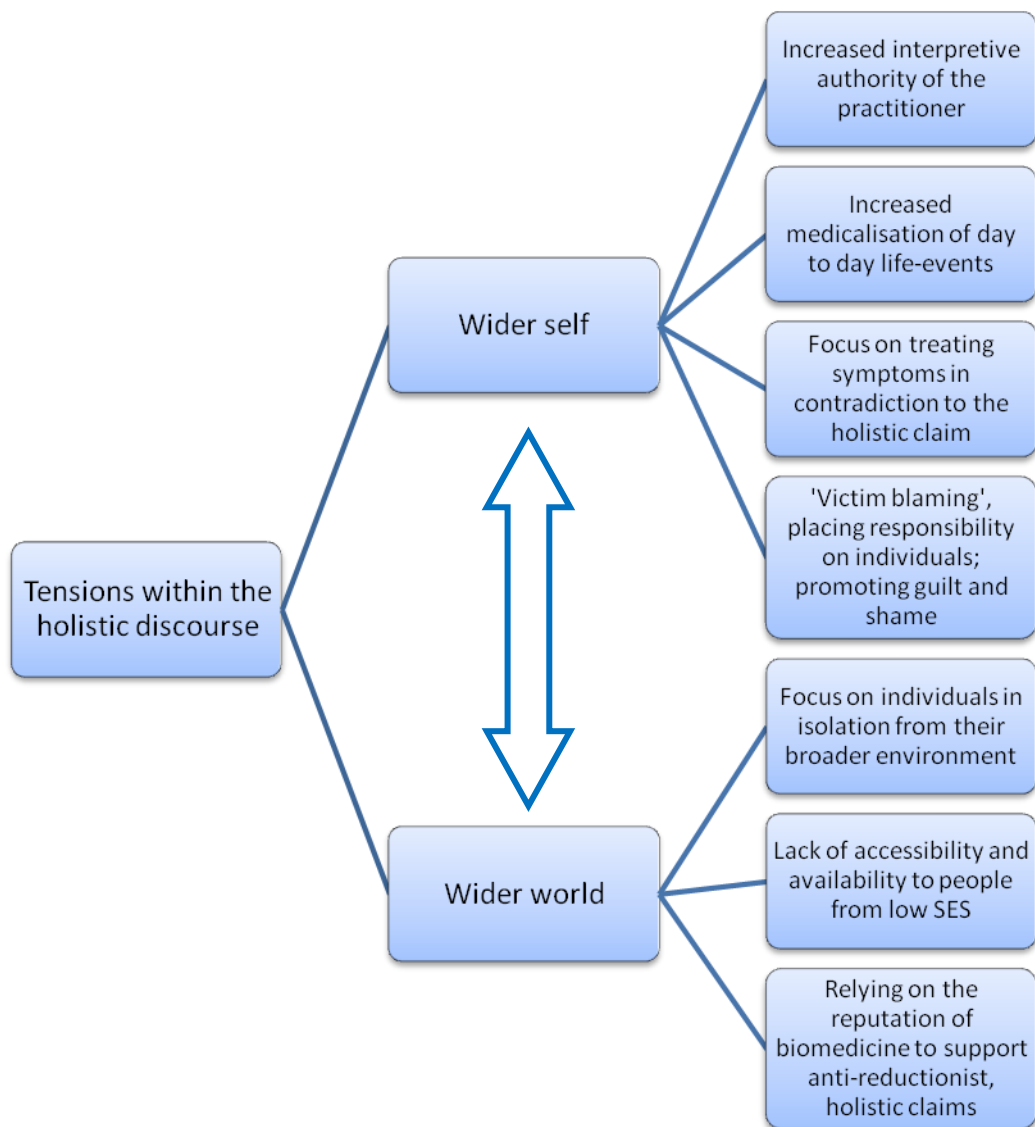 Increased interpretive
authority of the
practitioner
Increased
medicalisation of day
to day life-events
Wider self
Focus on treating
symptoms in
contradiction to the
holistic claim
'Victim blaming',
placing responsibility
on individuals;
promoting guilt and
shame
Tensions within the
holistic discourse
Focus on individuals in
isolation from their
broader environment
Lack of accessibility and
availability to people
from low SES
Wider world
Relying on the
reputation of
biomedicine to support
anti-reductionist,
holistic claims